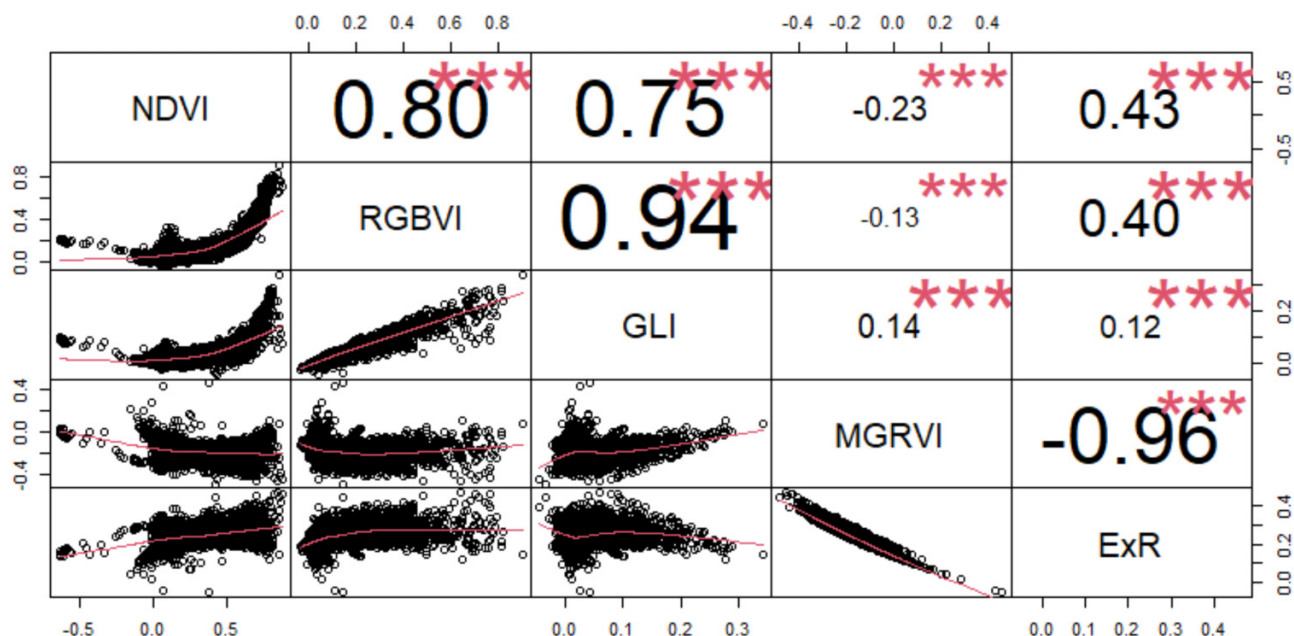 0.0 0.2 0.4 0.6 0.8 -0.4 -0.2 0.0 0.2 0.4
NDVI 0.80*** 0.75*** -0.23*** 0.43*** -0.5 0.5
0.0 0.4 0.8 RGBVI 0.94*** -0.13*** 0.40***
GLI 0.14*** 0.12*** 0.0 0.2
-0.4 0.0 0.4 MGRVI -0.96***
ExR 0.0 0.2 0.4
-0.5 0.0 0.5 0.0 0.1 0.2 0.3 0.0 0.1 0.2 0.3 0.4